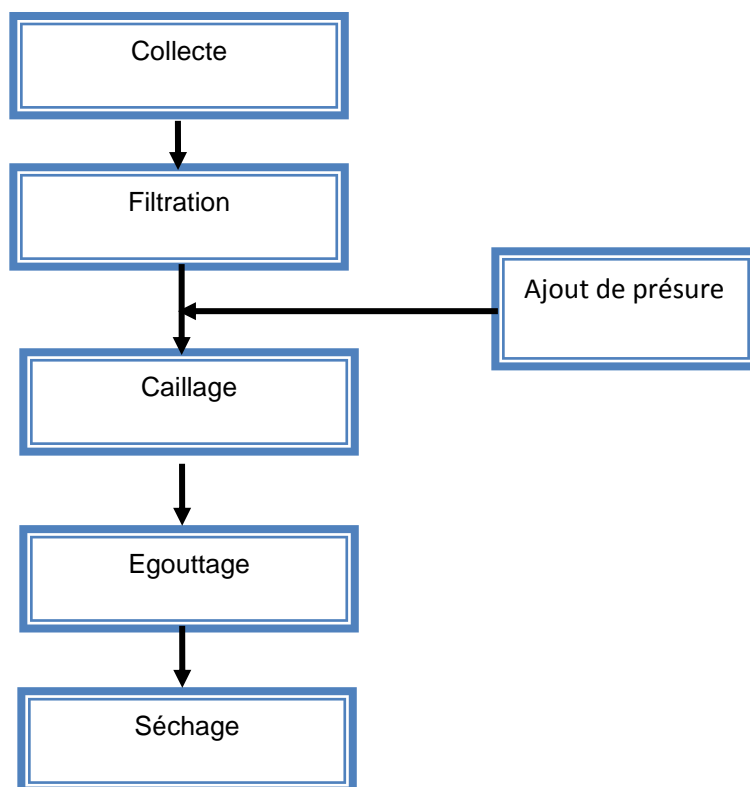 Collecte
Filtration
Ajout de présure
Caillage
Egouttage
Séchage